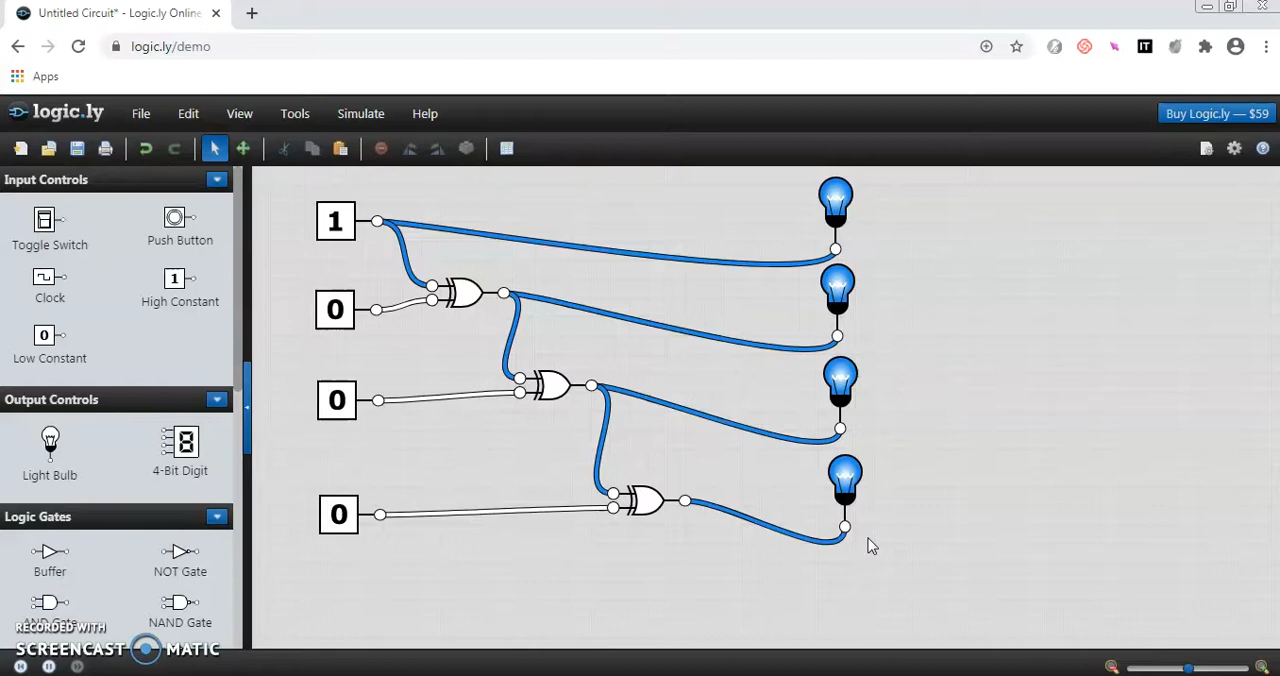 Untitled Circuit* - Logic.ly Online
logic.ly/demo
IT
Apps
logic.ly File Edit View Tools Simulate Help
Buy Logic.ly — $59
Input Controls
Toggle Switch
Push Button
1
Clock
High Constant
0
Low Constant
Output Controls
8
Light Bulb
4-Bit Digit
Logic Gates
Buffer
NOT Gate
NAND Gate
RECORDED WITH
SCREENCAST MATIC
1
0
0
0